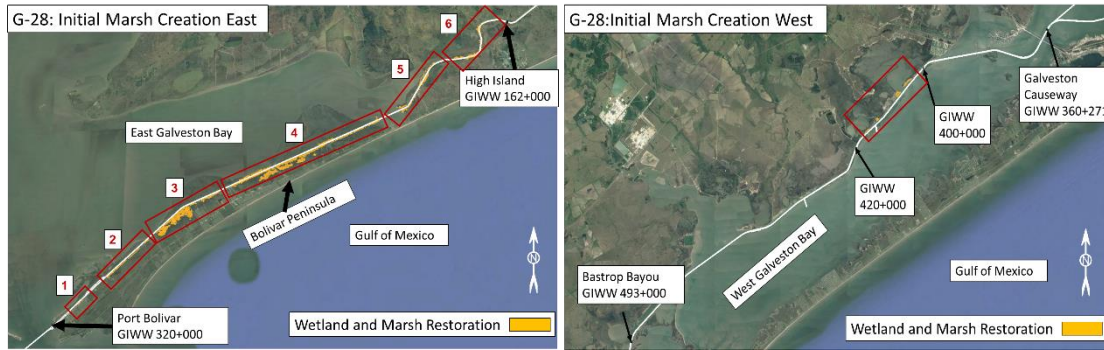 G-28: Initial Marsh Creation East
6
5
High Island
GIWW 162+000
East Galveston Bay
4
3
Bolivar Peninsula
2
Gulf of Mexico
1
N
Port Bolivar
GIWW 320+000
Wetland and Marsh Restoration
G-28:Initial Marsh Creation West
Galveston
Causeway
GIWW 360+271
GIWW
400+000
GIWW
420+000
West Galveston Bay
N
Bastrop Bayou
GIWW 493+000
Gulf of Mexico
Wetland and Marsh Restoration